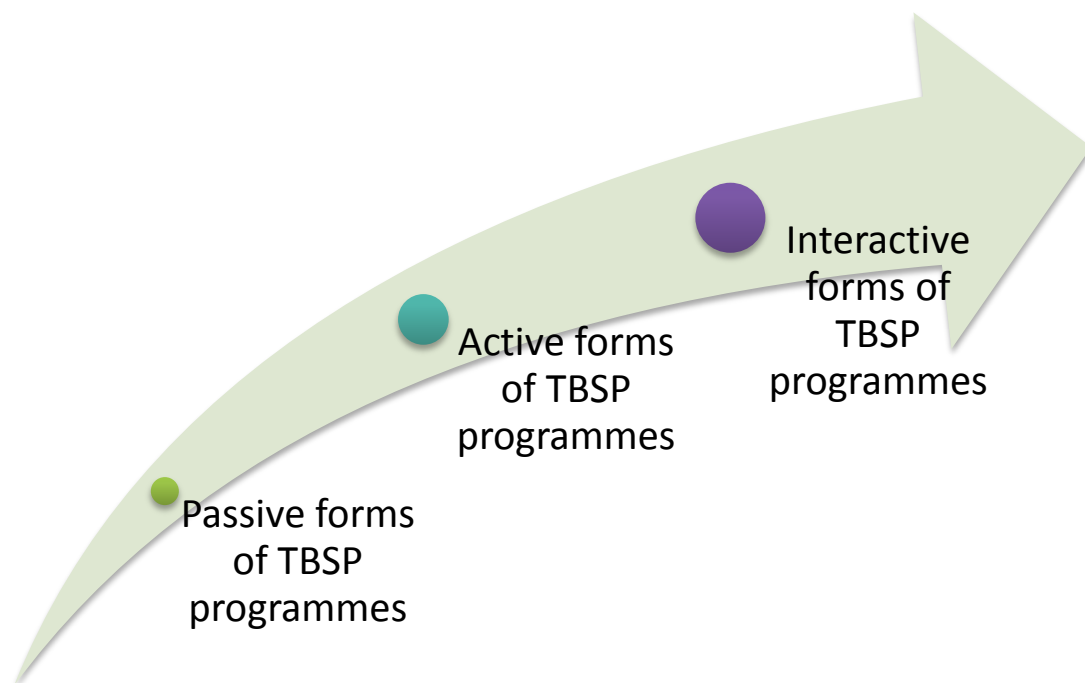 Passive forms
of TBSP
programmes
Active forms
of TBSP
programmes
Interactive
forms of
TBSP
programmes